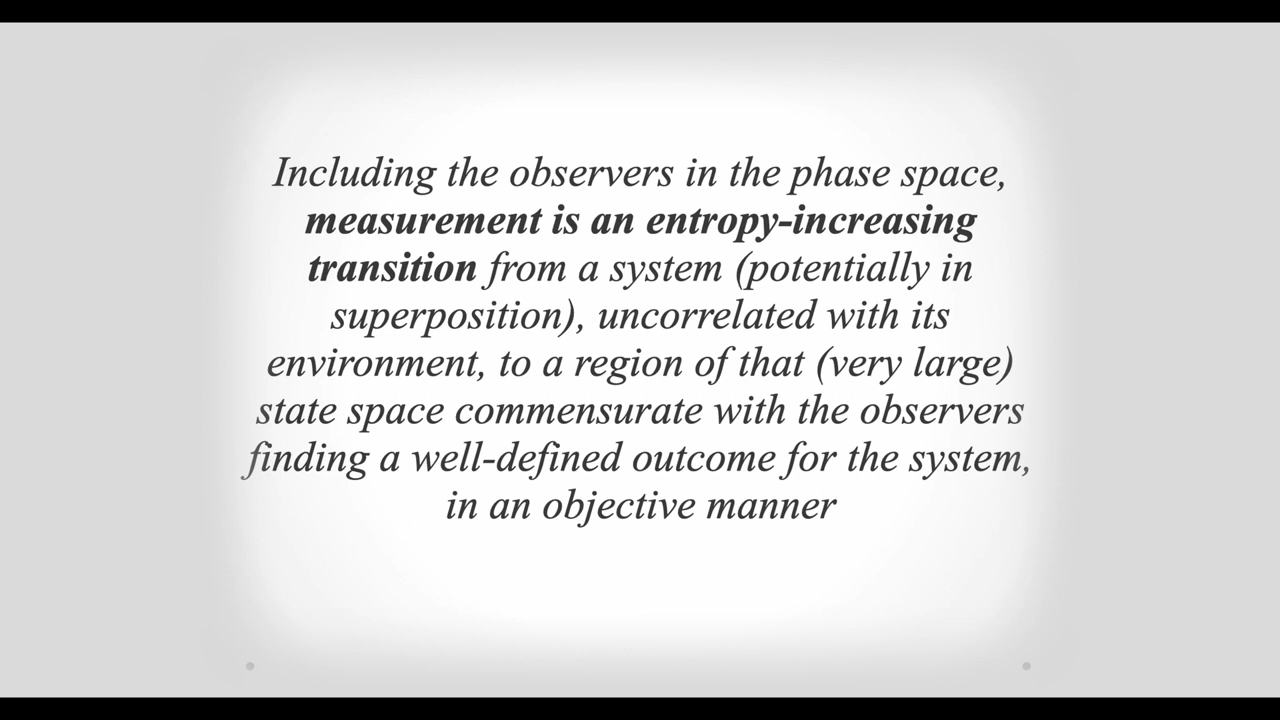 Including the observers in the phase space,
measurement is an entropy-increasing
transition from a system (potentially in
superposition), uncorrelated with its
environment, to a region of that (very large)
state space commensurate with the observers
finding a well-defined outcome for the system,
in an objective manner